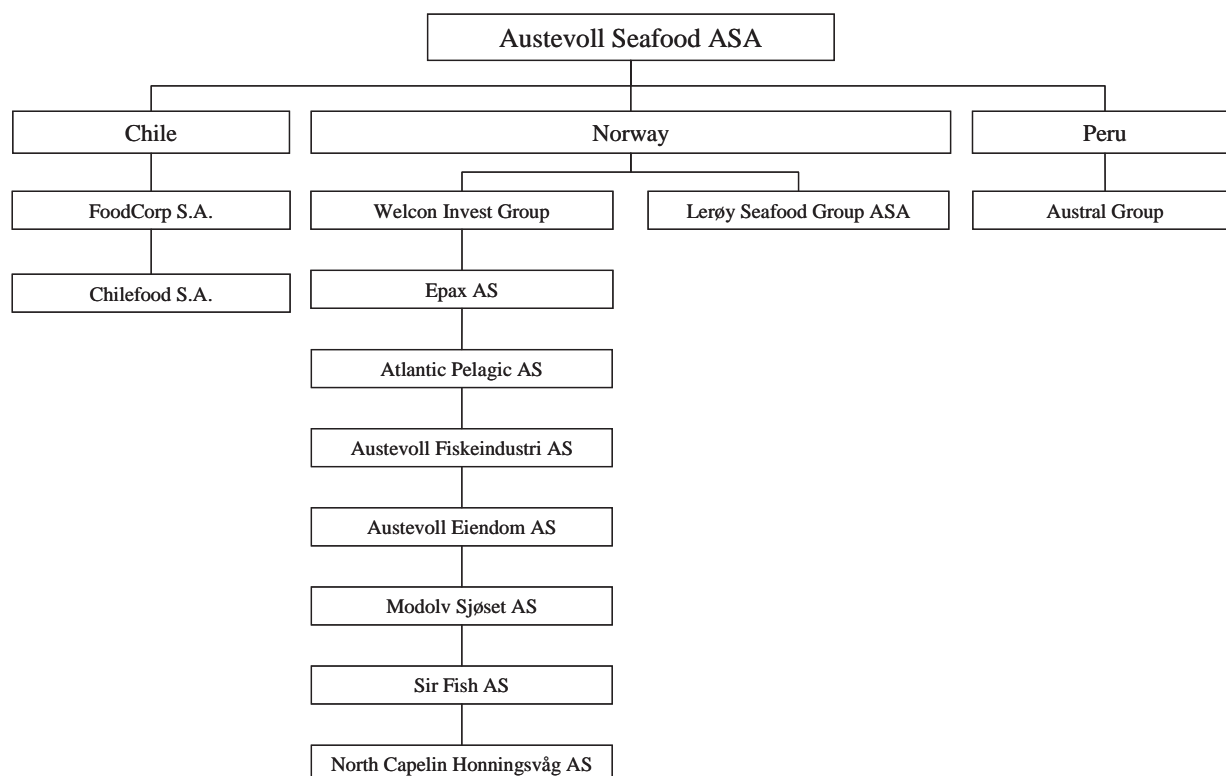 Austevoll Seafood ASA
Chile
Norway
Peru
FoodCorp S.A.
Welcon Invest Group
Lerøy Seafood Group ASA
Austral Group
Chilefood S.A.
Epax AS
Atlantic Pelagic AS
Austevoll Fiskeindustri AS
Austevoll Eiendom AS
Modolv Sjøset AS
Sir Fish AS
North Capelin Honningsvåg AS